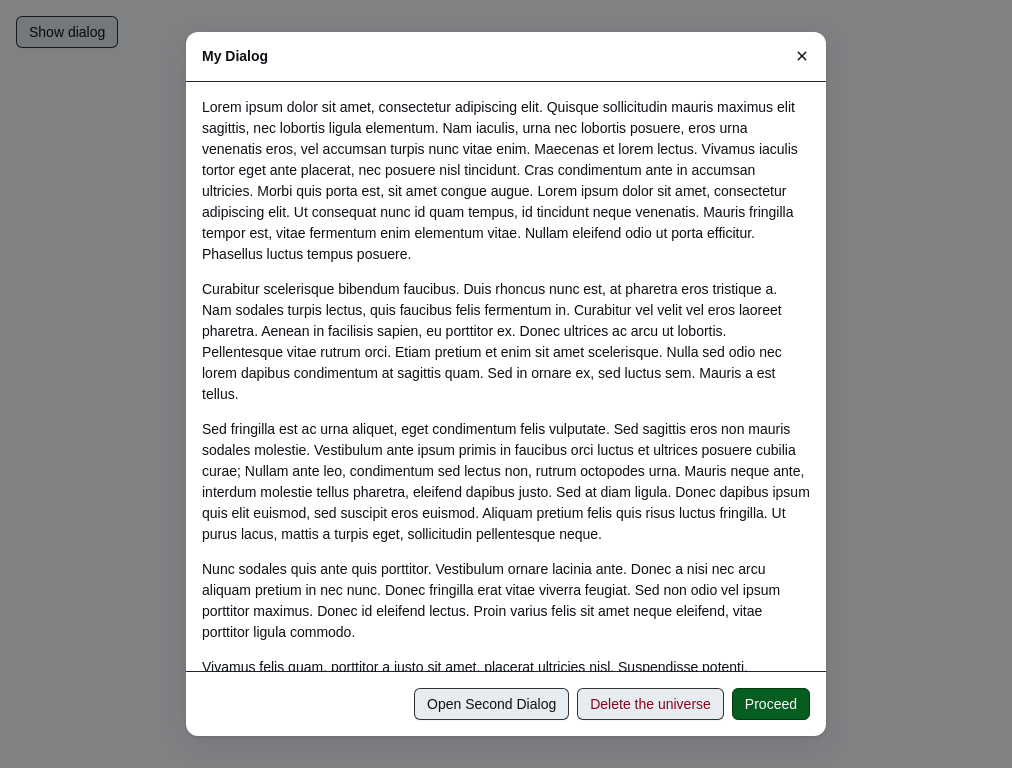 Show dialog
My Dialog
Lorem ipsum dolor sit amet, consectetur adipiscing elit. Quisque sollicitudin mauris maximus elit
sagittis, nec lobortis ligula elementum. Nam iaculis, urna nec lobortis posuere, eros urna
venenatis eros, vel accumsan turpis nunc vitae enim. Maecenas et lorem lectus. Vivamus iaculis
tortor eget ante placerat, nec posuere nisl tincidunt. Cras condimentum ante in accumsan
ultricies. Morbi quis porta est, sit amet congue augue. Lorem ipsum dolor sit amet, consectetur
adipiscing elit. Ut consequat nunc id quam tempus, id tincidunt neque venenatis. Mauris fringilla
tempor est, vitae fermentum enim elementum vitae. Nullam eleifend odio ut porta efficitur.
Phasellus luctus tempus posuere.
Curabitur scelerisque bibendum faucibus. Duis rhoncus nunc est, at pharetra eros tristique a.
Nam sodales turpis lectus, quis faucibus felis fermentum in. Curabitur vel velit vel eros laoreet
pharetra. Aenean in facilisis sapien, eu porttitor ex. Donec ultrices ac arcu ut lobortis.
Pellentesque vitae rutrum orci. Etiam pretium et enim sit amet scelerisque. Nulla sed odio nec
lorem dapibus condimentum at sagittis quam. Sed in ornare ex, sed luctus sem. Mauris a est
tellus.
Sed fringilla est ac urna aliquet, eget condimentum felis vulputate. Sed sagittis eros non mauris
sodales molestie. Vestibulum ante ipsum primis in faucibus orci luctus et ultrices posuere cubilia
curae; Nullam ante leo, condimentum sed lectus non, rutrum octopodes urna. Mauris neque ante,
interdum molestie tellus pharetra, eleifend dapibus justo. Sed at diam ligula. Donec dapibus ipsum
quis elit euismod, sed suscipit eros euismod. Aliquam pretium felis quis risus luctus fringilla. Ut
purus lacus, mattis a turpis eget, sollicitudin pellentesque neque.
Nunc sodales quis ante quis porttitor. Vestibulum ornare lacinia ante. Donec a nisi nec arcu
aliquam pretium in nec nunc. Donec fringilla erat vitae viverra feugiat. Sed non odio vel ipsum
porttitor maximus. Donec id eleifend lectus. Proin varius felis sit amet neque eleifend, vitae
porttitor ligula commodo.
Vivamus felis quam, porttitor a justo sit amet, placerat ultricies nisl. Suspendisse potenti.
Open Second Dialog
Delete the universe
Proceed